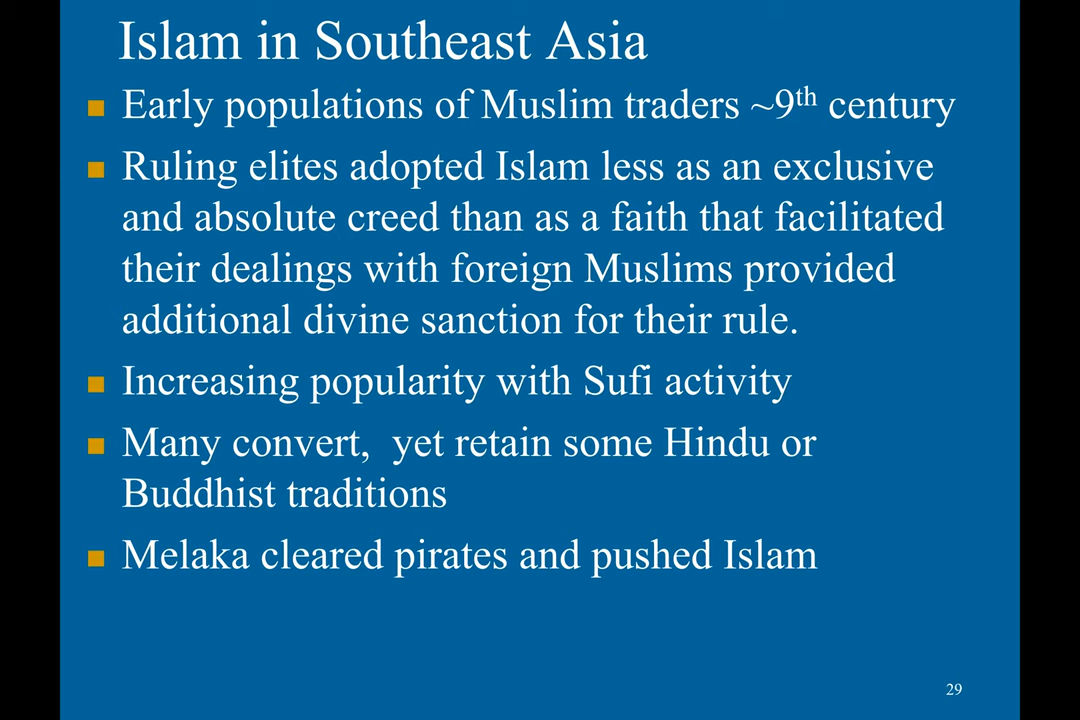 Islam in Southeast Asia
Early populations of Muslim traders ~9th century
Ruling elites adopted Islam less as an exclusive
and absolute creed than as a faith that facilitated
their dealings with foreign Muslims provided
additional divine sanction for their rule.
Increasing popularity with Sufi activity
Many convert,  yet retain some Hindu or
Buddhist traditions
Melaka cleared pirates and pushed Islam
29